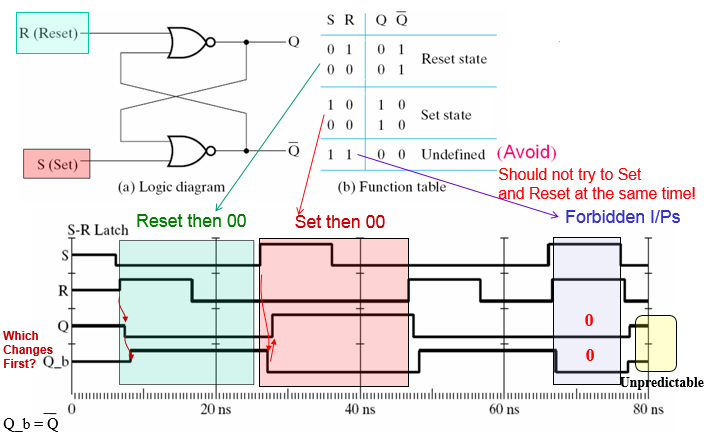 S R Q Q
R (Reset)
Q
0 1 0 1
0 0 0 1
Reset state
1 0 1 0
0 0 1 0
Set state
S (Set)
Q
1 1 0 0 Undefined (Avoid)
(a) Logic diagram
(b) Function table
Should not try to Set
and Reset at the same time!
Reset then 00
Set then 00
Forbidden I/Ps
S-R Latch
S
R
Q
0
Which
Changes
First?
Q_b
0
Unpredictable
0
20 ns
40 ns
60 ns
80 ns
Q_b = Q̅